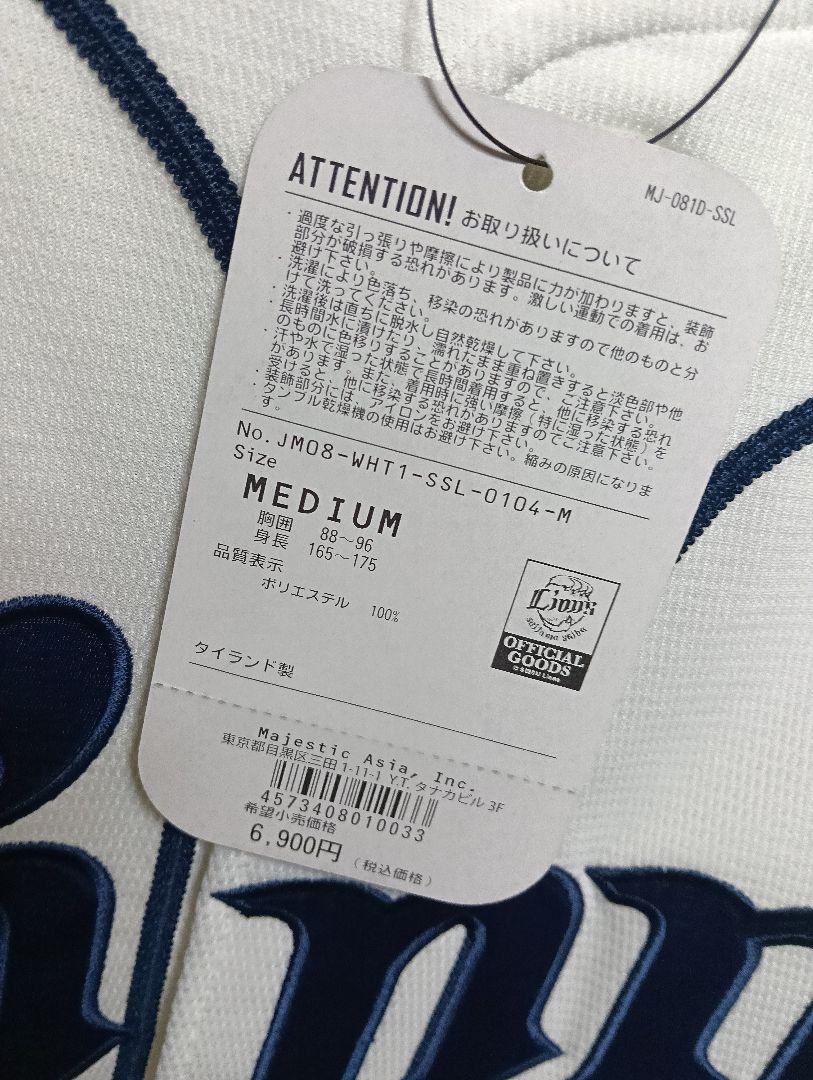 MJ-081D-SSL
ATTENTION! お取り扱いについて
・過度な引っ張りや摩擦により製品に力が加わりますと、装飾
部分が破損する恐れがあります。激しい運動での着用は、お
避け下さい。
・洗濯により色落ち、移染の恐れがありますので他のものと分
けて洗ってください。
・洗濯後は直ちに脱水し自然乾燥して下さい。
・長時間水に漬けたり、濡れたまま重ね置きすると淡色部や他
のものに色移りすることがありますので、ご注意下さい。
・汗や水で湿った状態で長時間着用すると、他に移染する恐れ
があります。また、着用時に強い摩擦(特に湿った状態)を
受けると、他に移染する恐れがありますのでご注意下さい。
・装飾部分には、アイロンをお避け下さい。
・タンブル乾燥機の使用はお避け下さい。縮みの原因になりま
す。
No. JM08-WHT1-SSL-0104-M
Size
MEDIUM
胸囲 88～96
身長 165～175
品質表示
ポリエステル 100%
Lions
OFFICIAL
GOODS
タイランド製
Majestic Asia, Inc.
東京都目黒区三田1-11-1 Y.T.タナカビル 3F
4573408010033
希望小売価格
6,900円 (税込価格)